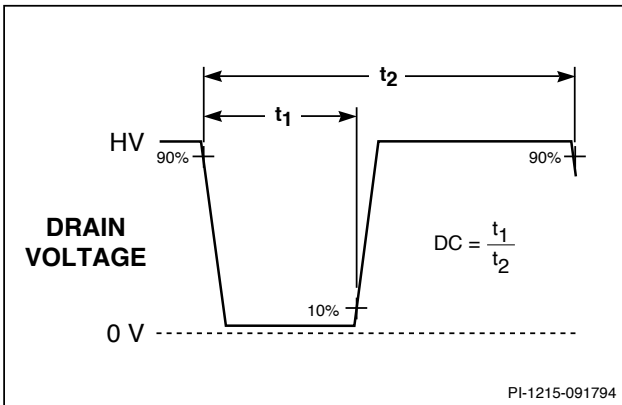 t2
t1
HV
90%
90%
DRAIN
VOLTAGE
DC = t1/t2
10%
0 V
PI-1215-091794